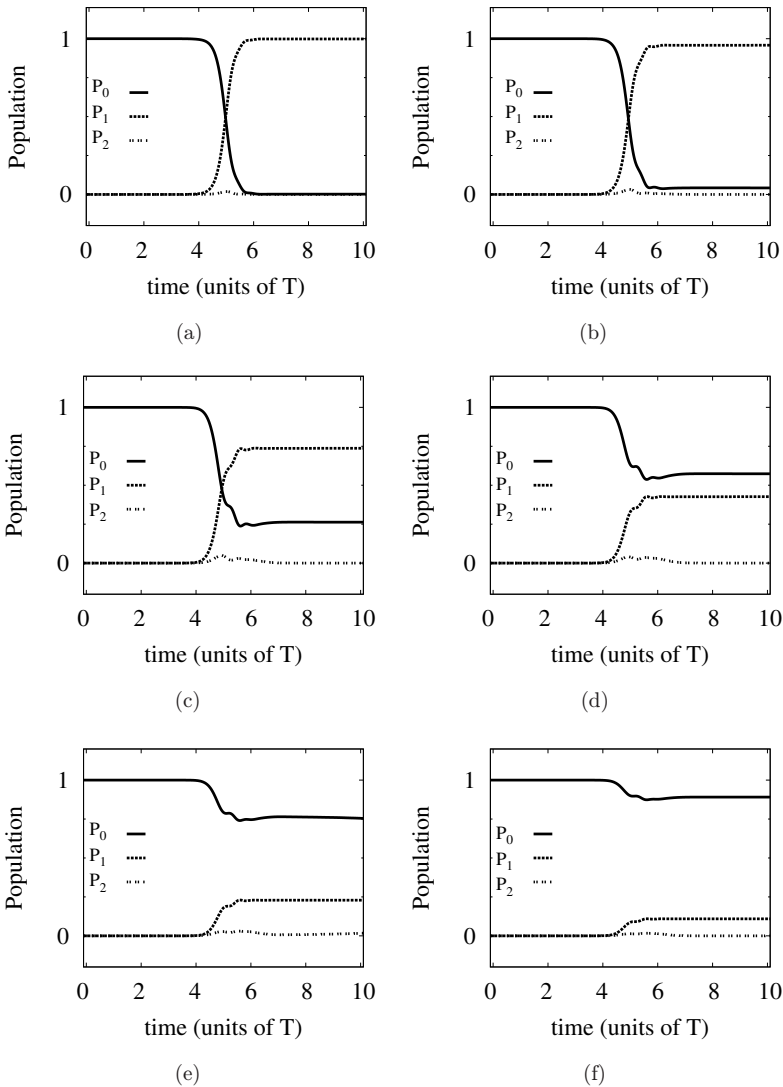 1
P0
P1
P2
0
Population
0 2 4 6 8 10
time (units of T)
(a)
1
P0
P1
P2
0
Population
0 2 4 6 8 10
time (units of T)
(b)
1
P0
P1
P2
0
Population
0 2 4 6 8 10
time (units of T)
(c)
1
P0
P1
P2
0
Population
0 2 4 6 8 10
time (units of T)
(d)
1
P0
P1
P2
0
Population
0 2 4 6 8 10
time (units of T)
(e)
1
P0
P1
P2
0
Population
0 2 4 6 8 10
time (units of T)
(f)